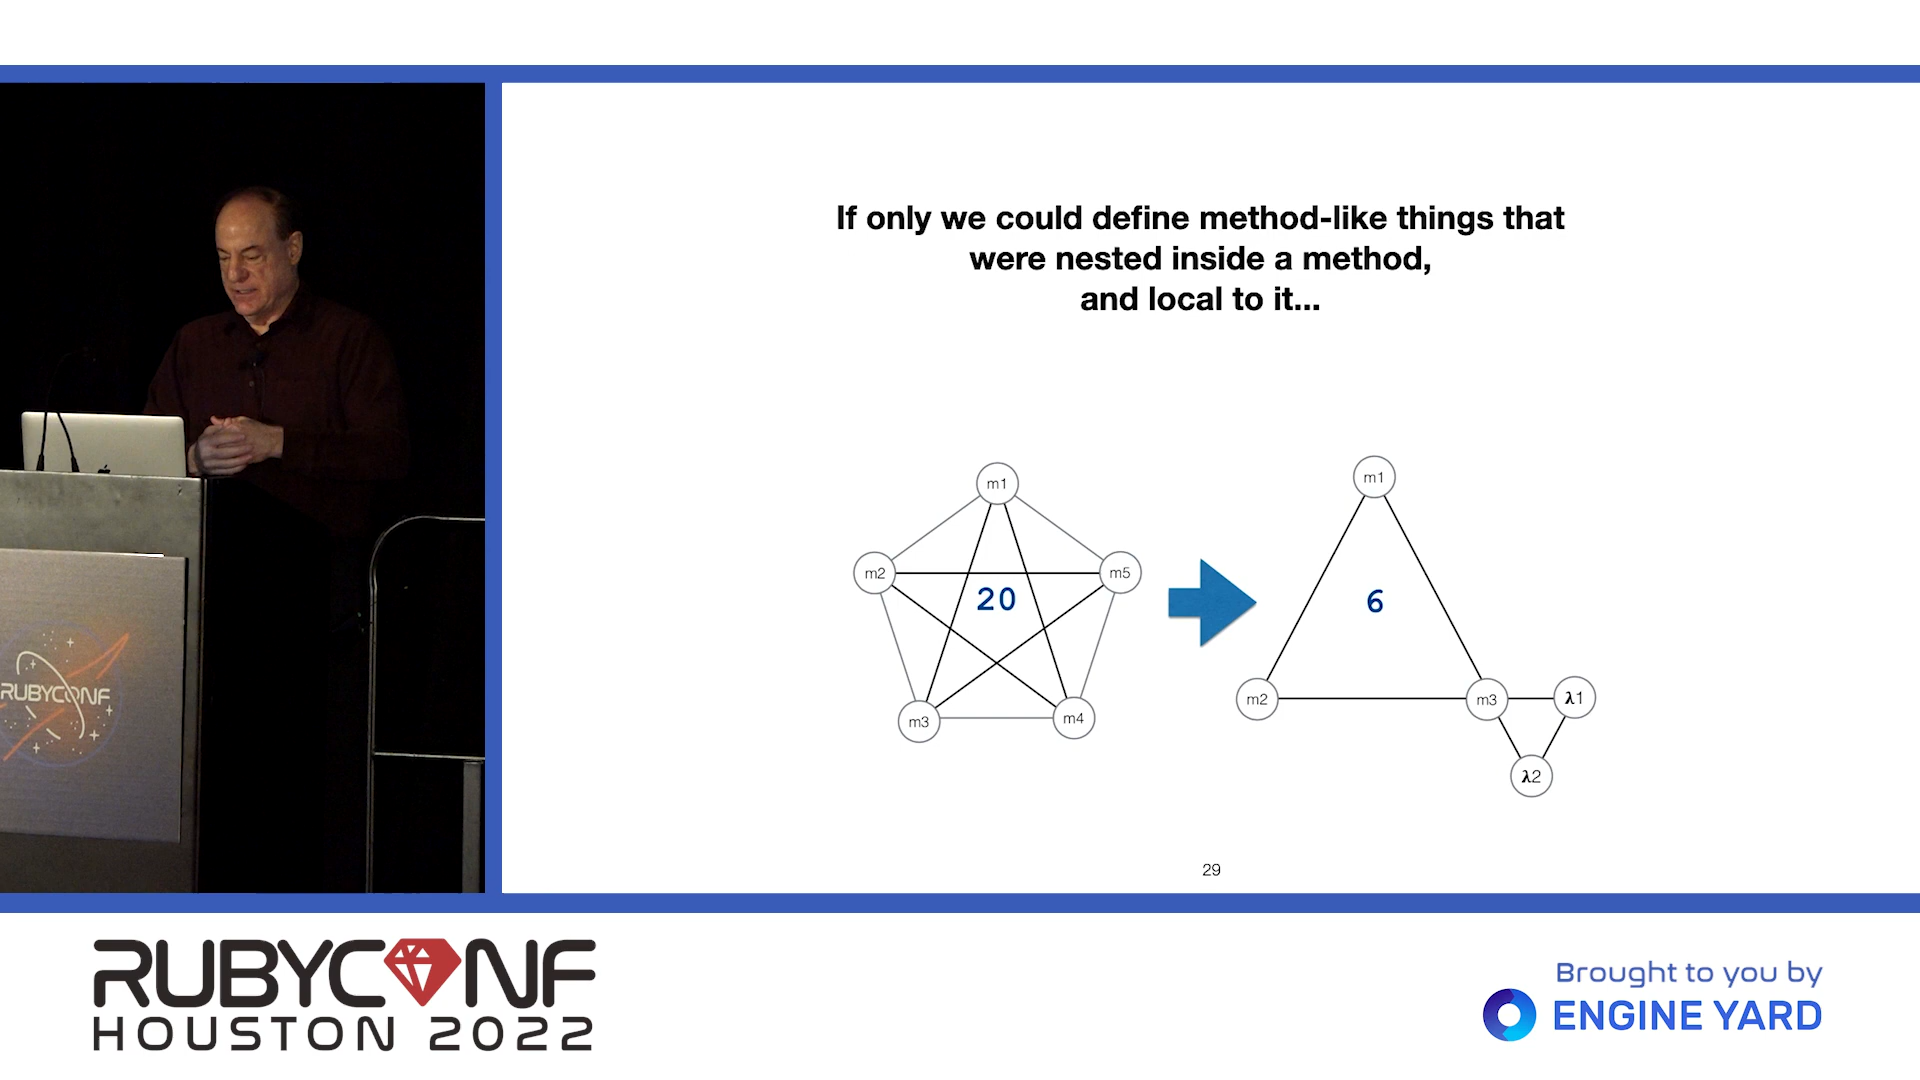 If only we could define method-like things that
were nested inside a method,
and local to it...
m1
m2
m5
20
m3
m4
m1
6
m2
m3
λ1
λ2
29
RUBYCONF
RUBYCONF
HOUSTON 2022
Brought to you by
ENGINE YARD